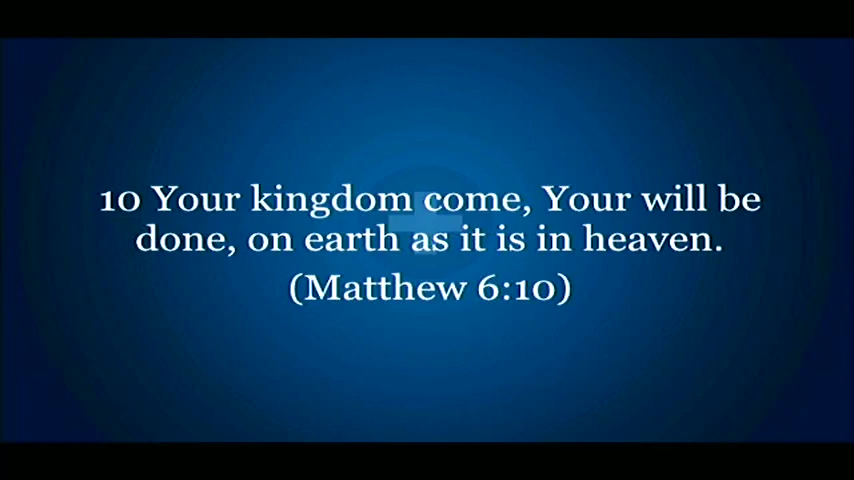 10 Your kingdom come, Your will be
done, on earth as it is in heaven.
(Matthew 6:10)